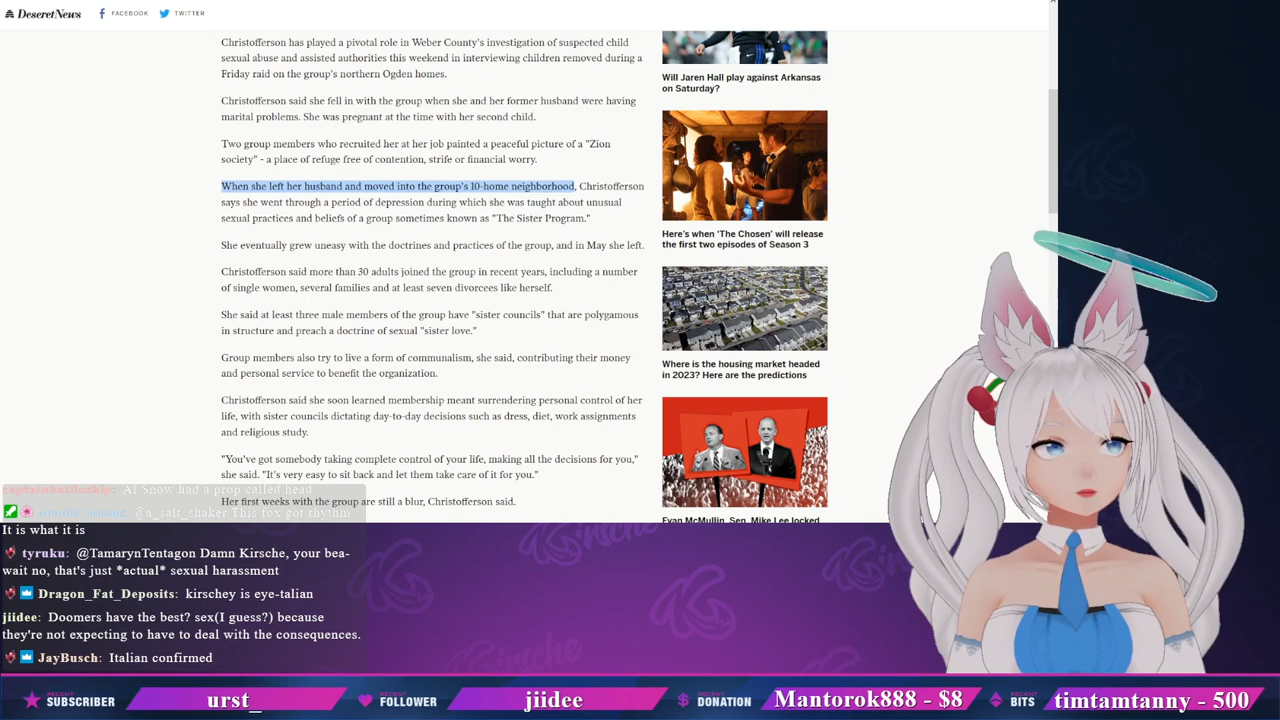 DeseretNews
FACEBOOK
TWITTER
Christofferson has played a pivotal role in Weber County's investigation of suspected child
sexual abuse and assisted authorities this weekend in interviewing children removed during a
Friday raid on the group's northern Ogden homes.
Christofferson said she fell in with the group when she and her former husband were having
marital problems. She was pregnant at the time with her second child.
Two group members who recruited her at her job painted a peaceful picture of a "Zion
society" - a place of refuge free of contention, strife or financial worry.
When she left her husband and moved into the group's 10-home neighborhood, Christofferson
says she went through a period of depression during which she was taught about unusual
sexual practices and beliefs of a group sometimes known as "The Sister Program."
She eventually grew uneasy with the doctrines and practices of the group, and in May she left.
Christofferson said more than 30 adults joined the group in recent years, including a number
of single women, several families and at least seven divorcees like herself.
She said at least three male members of the group have "sister councils" that are polygamous
in structure and preach a doctrine of sexual "sister love."
Group members also try to live a form of communalism, she said, contributing their money
and personal service to benefit the organization.
Christofferson said she soon learned membership meant surrendering personal control of her
life, with sister councils dictating day-to-day decisions such as dress, diet, work assignments
and religious study.
"You've got somebody taking complete control of your life, making all the decisions for you,"
she said. "It's very easy to sit back and let them take care of it for you."
Her first weeks with the group are still a blur, Christofferson said.
Will Jaren Hall play against Arkansas
on Saturday?
Here's when 'The Chosen' will release
the first two episodes of Season 3
Where is the housing market headed
in 2023? Here are the predictions
Evan McMullin, Sen. Mike Lee locked
Al Snow had a prop called head
@a_salt_shaker This fox got rhythm
It is what it is
tyruku: @TamarynTentagon Damn Kirsche, your bea-
wait no, that's just *actual* sexual harassment
Dragon_Fat_Deposits: kirschey is eye-talian
jiidee: Doomers have the best? sex(I guess?) because
they're not expecting to have to deal with the consequences.
JayBusch: Italian confirmed
Kirsche
RECENT SUBSCRIBER urst_
RECENT FOLLOWER jiidee
RECENT DONATION Mantorok888 - $8
RECENT BITS timtamtanny - 500